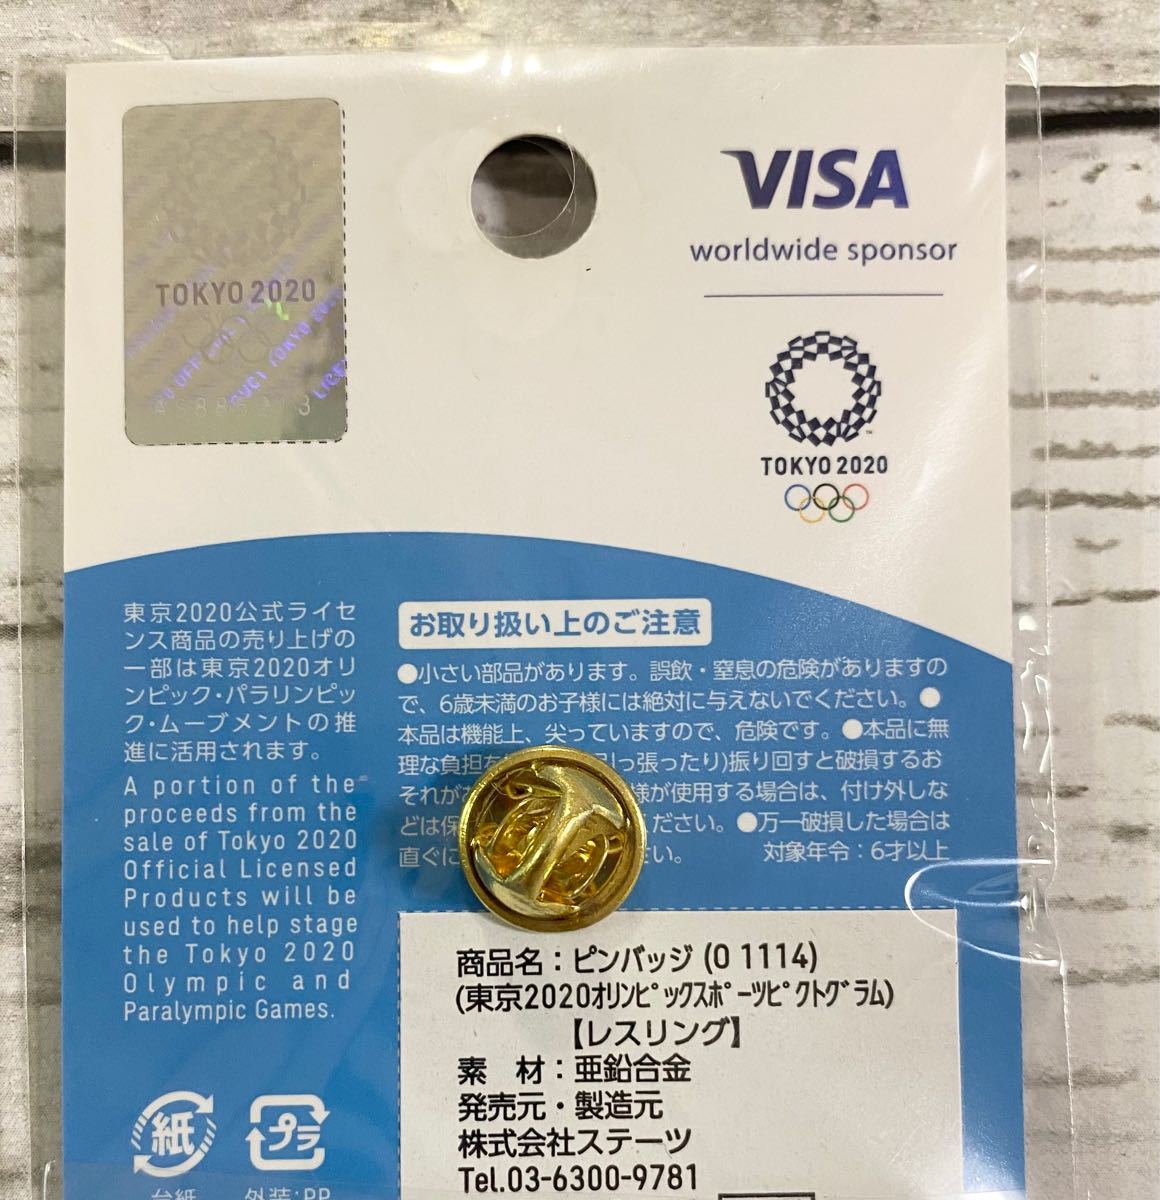 TOKYO 2020
VISA
worldwide sponsor
TOKYO 2020
東京2020公式ライセ
ンス商品の売り上げの
一部は東京2020オリ
ンピック・パラリンピッ
ク・ムーブメントの推
進に活用されます。
A portion of the
proceeds from the
sale of Tokyo 2020
Official Licensed
Products will be
used to help stage
the Tokyo 2020
Olympic and
Paralympic Games.
お取り扱い上のご注意
●小さい部品があります。誤飲・窒息の危険がありますの
で、6歳未満のお子様には絶対に与えないでください。●
本品は機能上、尖っていますので、危険です。●本品に無
理な負担を っ張ったり)振り回すと破損するお
それが 様が使用する場合は、付け外しな
どは保 ください。●万一破損した場合は
直ぐに い。 対象年令：6才以上
商品名：ピンバッジ (O 1114)
(東京2020ｵﾘﾝﾋﾟｯｸｽﾎﾟｰﾂﾋﾟｸﾄｸﾞﾗﾑ)
【レスリング】
素 材：亜鉛合金
発売元・製造元
株式会社ステーツ
Tel.03-6300-9781
紙
プラ
台紙
外装:PP